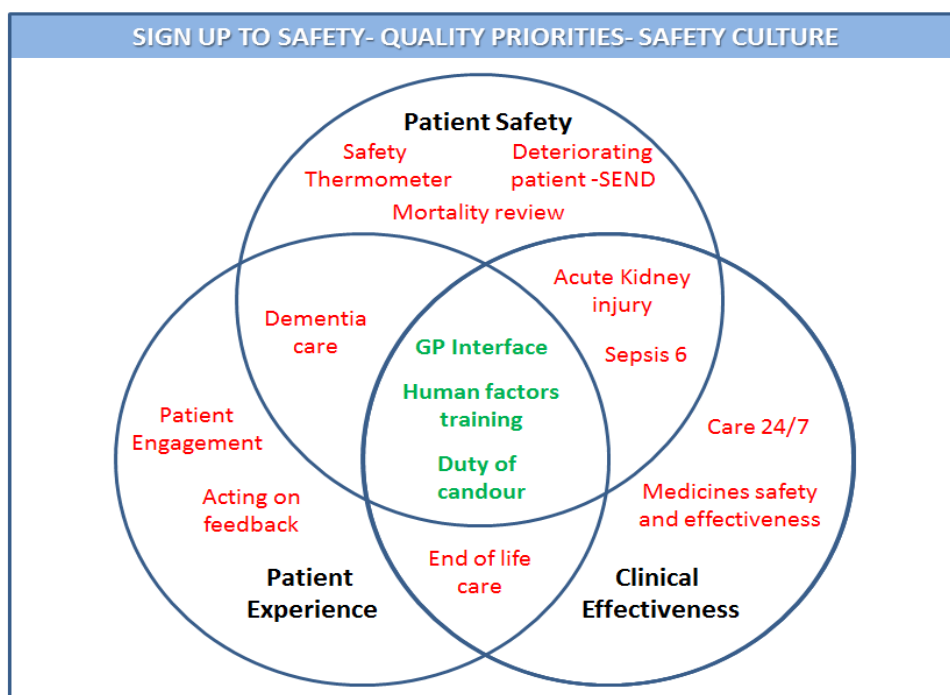 SIGN UP TO SAFETY- QUALITY PRIORITIES- SAFETY CULTURE
Patient Safety
Safety
Thermometer
Deteriorating
patient -SEND
Mortality review
Acute Kidney
injury
Dementia
care
GP Interface
Sepsis 6
Human factors
training
Patient
Engagement
Care 24/7
Duty of
candour
Acting on
feedback
Medicines safety
and effectiveness
End of life
care
Patient
Experience
Clinical
Effectiveness